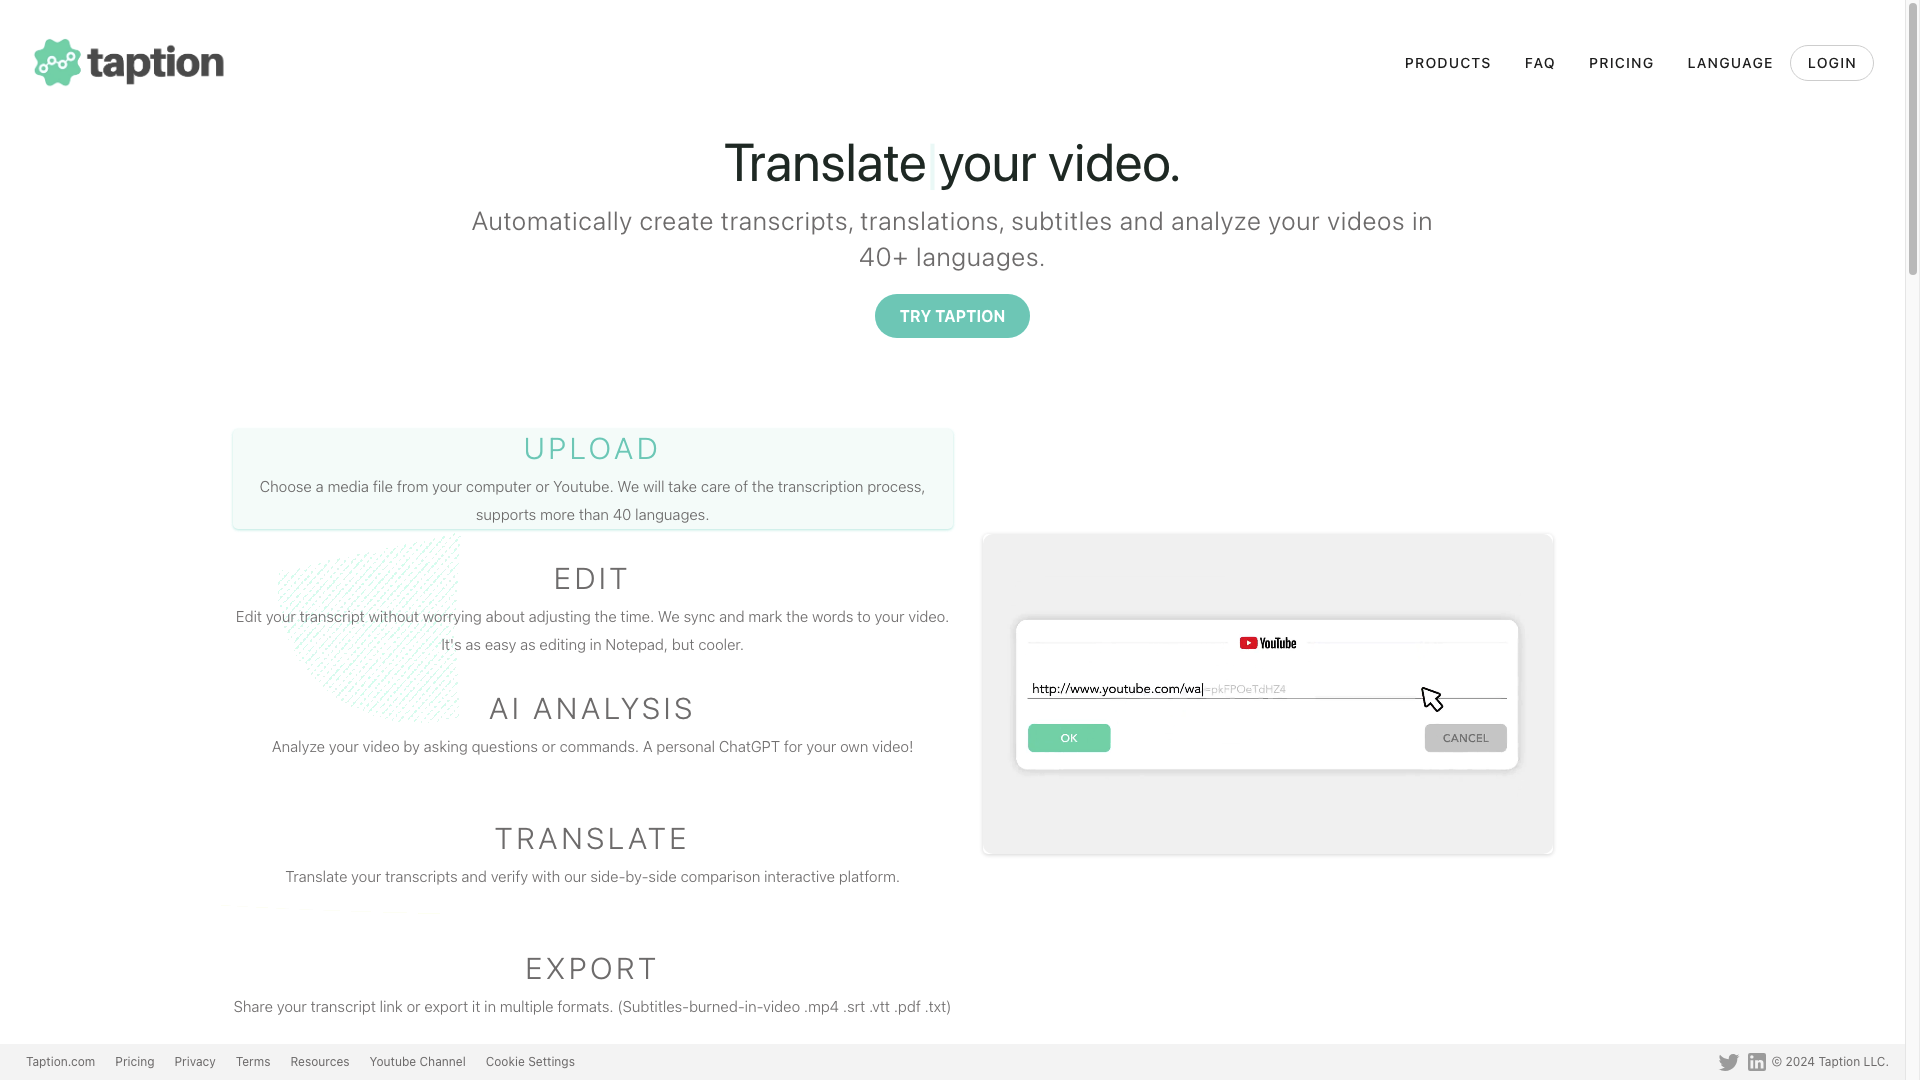 taption
PRODUCTS
FAQ
PRICING
LANGUAGE
LOGIN
Translate your video.
Automatically create transcripts, translations, subtitles and analyze your videos in
40+ languages.
TRY TAPTION
UPLOAD
Choose a media file from your computer or Youtube. We will take care of the transcription process,
supports more than 40 languages.
EDIT
Edit your transcript without worrying about adjusting the time. We sync and mark the words to your video.
It's as easy as editing in Notepad, but cooler.
AI ANALYSIS
Analyze your video by asking questions or commands. A personal ChatGPT for your own video!
TRANSLATE
Translate your transcripts and verify with our side-by-side comparison interactive platform.
EXPORT
Share your transcript link or export it in multiple formats. (Subtitles-burned-in-video .mp4 .srt .vtt .pdf .txt)
YouTube
http://www.youtube.com/wa=pkFPOeTdHZ4
OK
CANCEL
Taption.com
Pricing
Privacy
Terms
Resources
Youtube Channel
Cookie Settings
in
© 2024 Taption LLC.